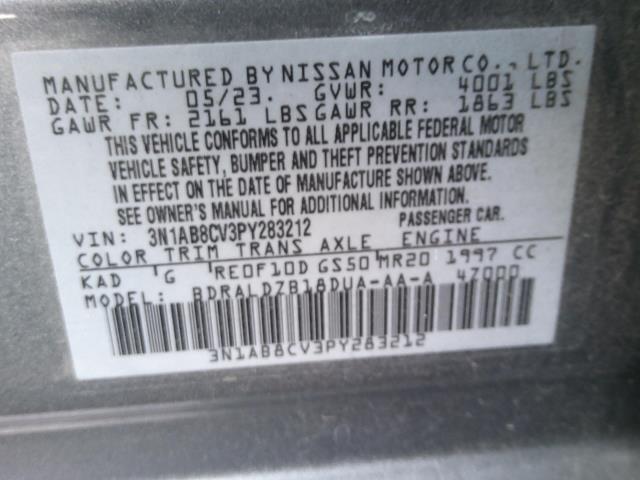 MANUFACTURED BY NISSAN MOTOR CO., LTD.
DATE: 05/23. GVWR: 4001 LBS
GAWR FR: 2161 LBS GAWR RR: 1863 LBS
THIS VEHICLE CONFORMS TO ALL APPLICABLE FEDERAL MOTOR
VEHICLE SAFETY, BUMPER AND THEFT PREVENTION STANDARDS
IN EFFECT ON THE DATE OF MANUFACTURE SHOWN ABOVE.
SEE OWNER'S MANUAL FOR ADDITIONAL INFORMATION.
VIN: 3N1AB8CV3PY283212 PASSENGER CAR.
COLOR TRIM TRANS AXLE ENGINE
KAD G RE0F10D GS50 MR20 1997 CC
MODEL: BDRALDZB18DUA-AA-A 4Z000
3N1AB8CV3PY283212